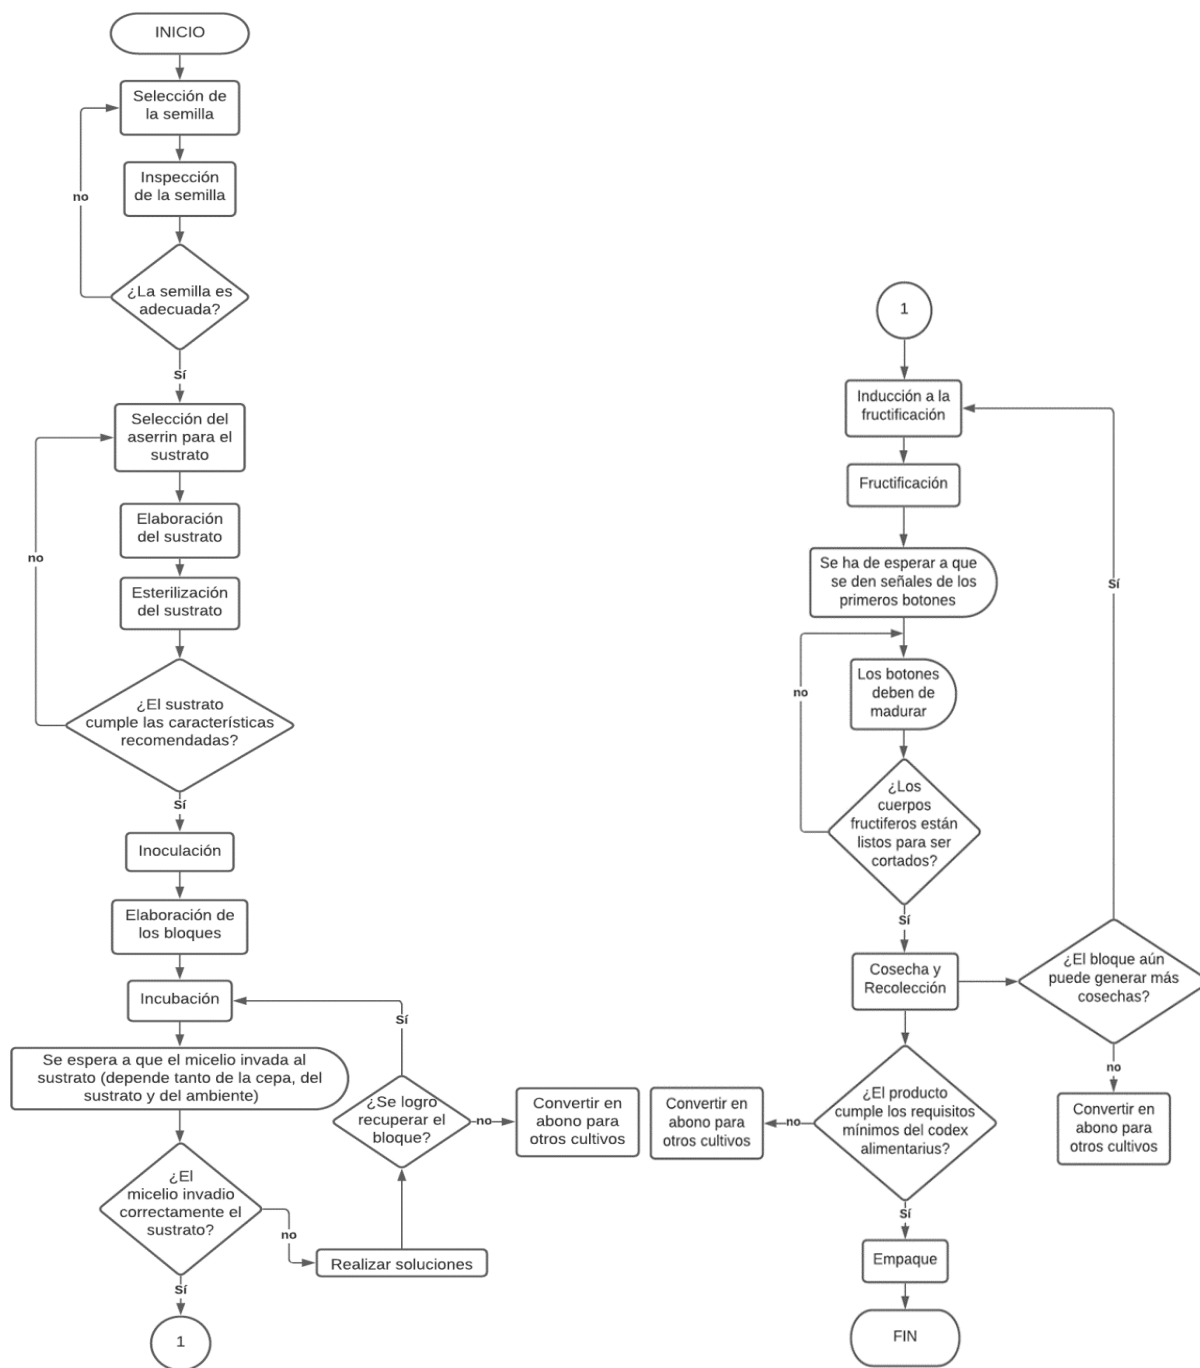 INICIO
Selección de
la semilla
Inspección
de la semilla
no
¿La semilla es
adecuada?
Sí
Selección del
aserrin para el
sustrato
Elaboración
del sustrato
no
Esterilización
del sustrato
¿El sustrato
cumple las características
recomendadas?
Sí
Inoculación
Elaboración de
los bloques
Incubación
Sí
Se espera a que el micelio invada al
sustrato (depende tanto de la cepa, del
sustrato y del ambiente)
¿Se logro
recuperar el
bloque?
no
Convertir en
abono para
otros cultivos
¿El
micelio invadio
correctamente el
sustrato?
no
Realizar soluciones
Sí
1
1
Inducción a la
fructificación
Fructificación
Se ha de esperar a que
se den señales de los
primeros botones
Sí
Los botones
deben de
madurar
no
¿Los
cuerpos
fructiferos están
listos para ser
cortados?
Sí
Cosecha y
Recolección
¿El bloque aún
puede generar más
cosechas?
no
Convertir en
abono para
otros cultivos
¿El producto
cumple los requisitos
mínimos del codex
alimentarius?
no
Convertir en
abono para
otros cultivos
Sí
Empaque
FIN